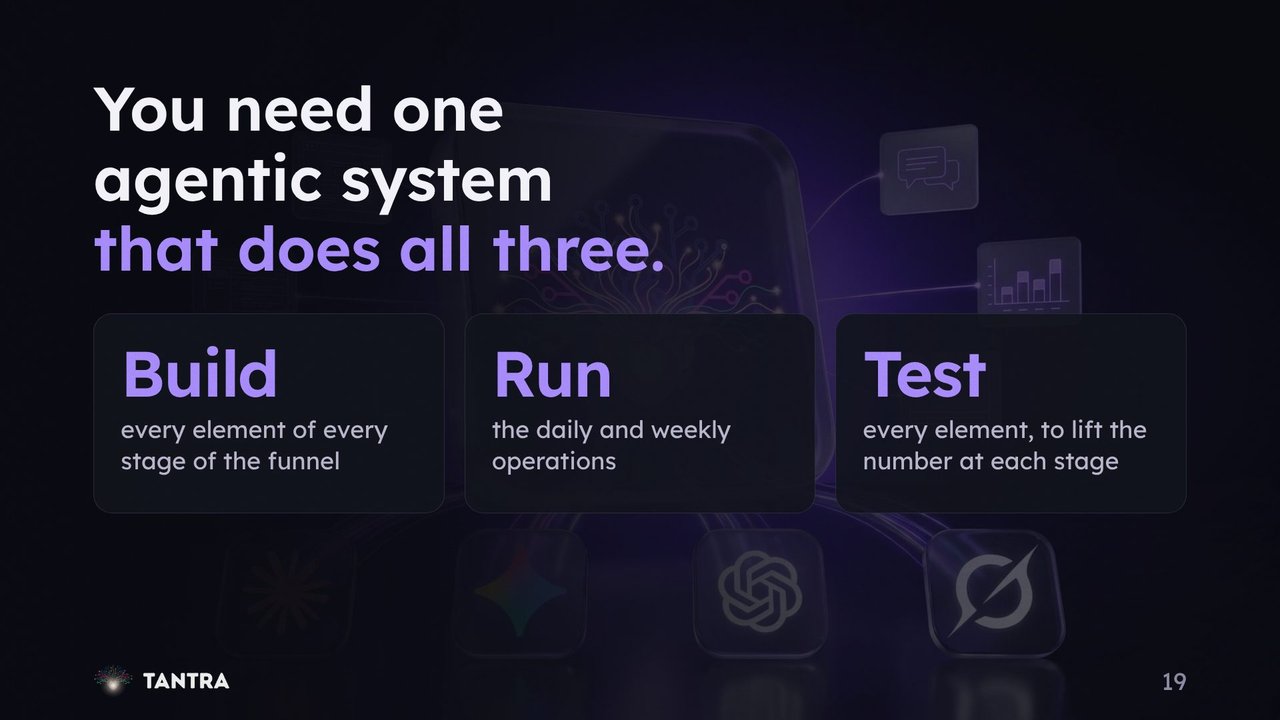 You need one
agentic system
that does all three.
Build
every element of every
stage of the funnel
Run
the daily and weekly
operations
Test
every element, to lift the
number at each stage
TANTRA
19